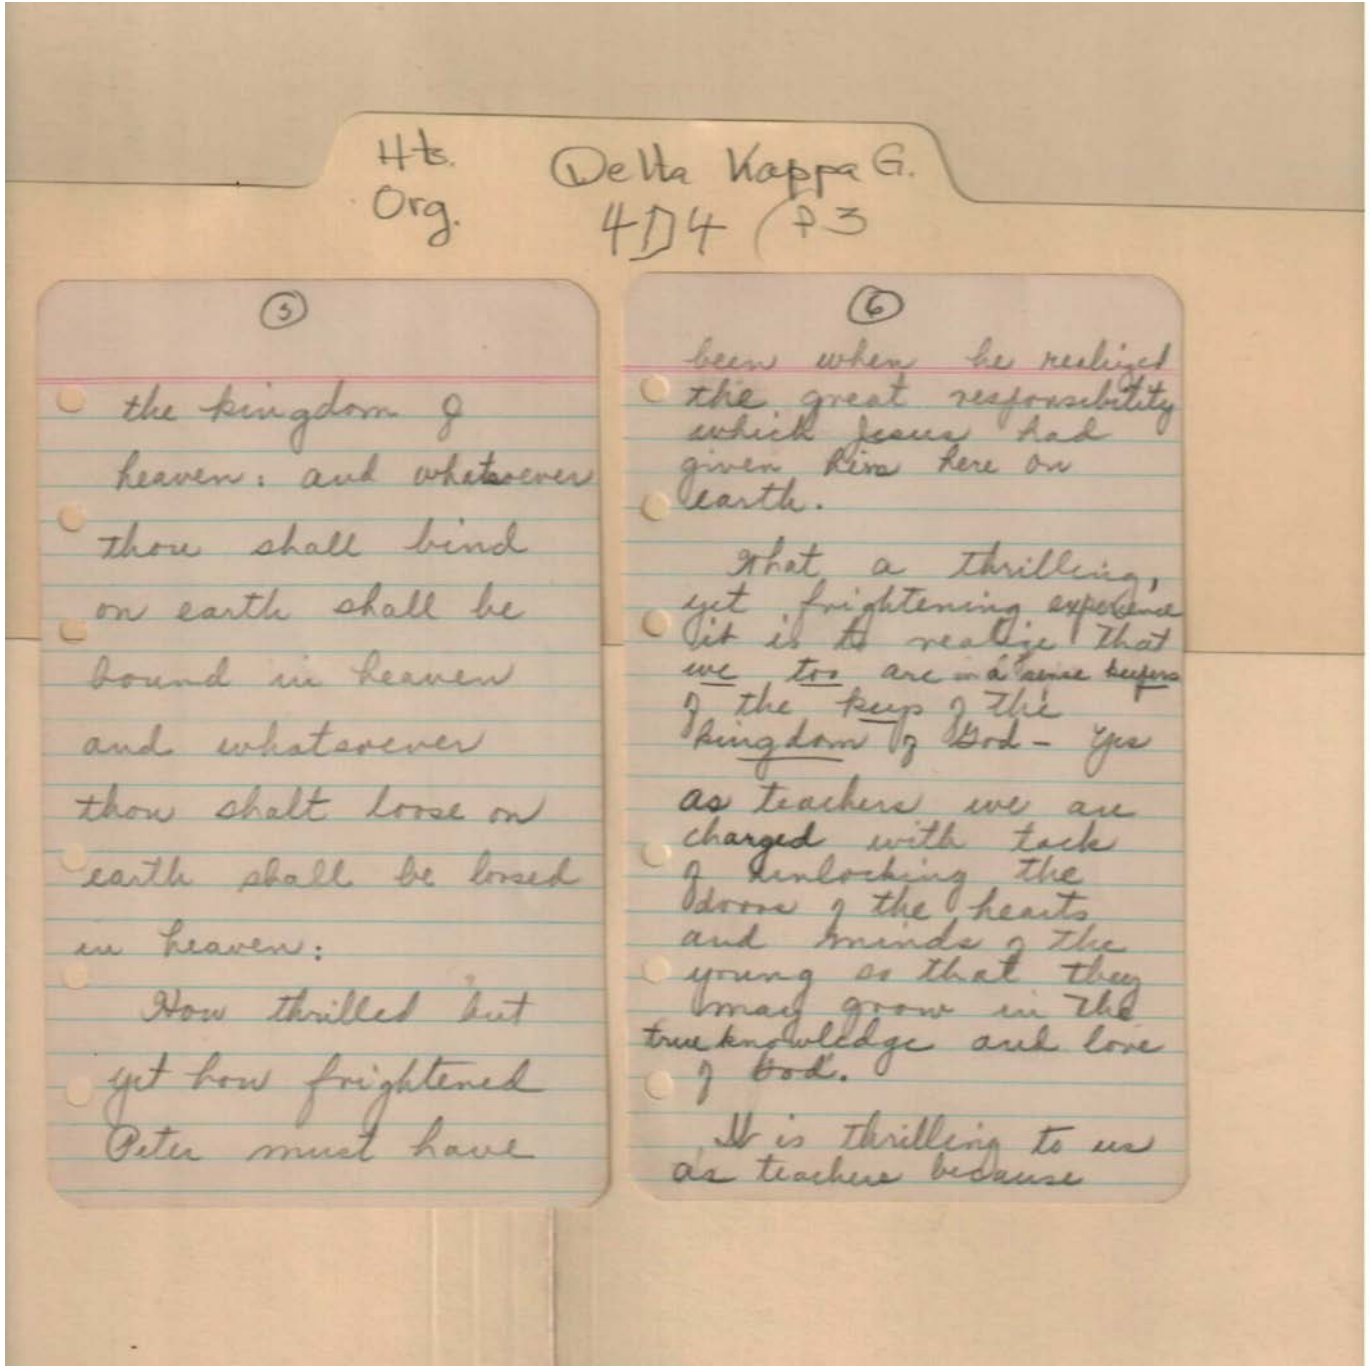 Hts. Delta Kappa G.
Org. 4D4 (P3
5
the kingdom of
heaven: and whatsoever
thou shall bind
on earth shall be
bound in heaven
and whatsoever
thou shalt loose on
earth shall be loosed
in heaven:
How thrilled but
yet how frightened
Peter must have
6
been when he realized
the great responsibility
which Jesus had
given him here on
earth.
What a thrilling,
yet frightening experience
it is to realize that
we too are in a sense keepers
of the keys of the
kingdom of God - Yes
as teachers we are
charged with task
of unlocking the
doors of the hearts
and minds of the
young so that they
may grow in the
true knowledge and love
of God.
It is thrilling to us
as teachers because